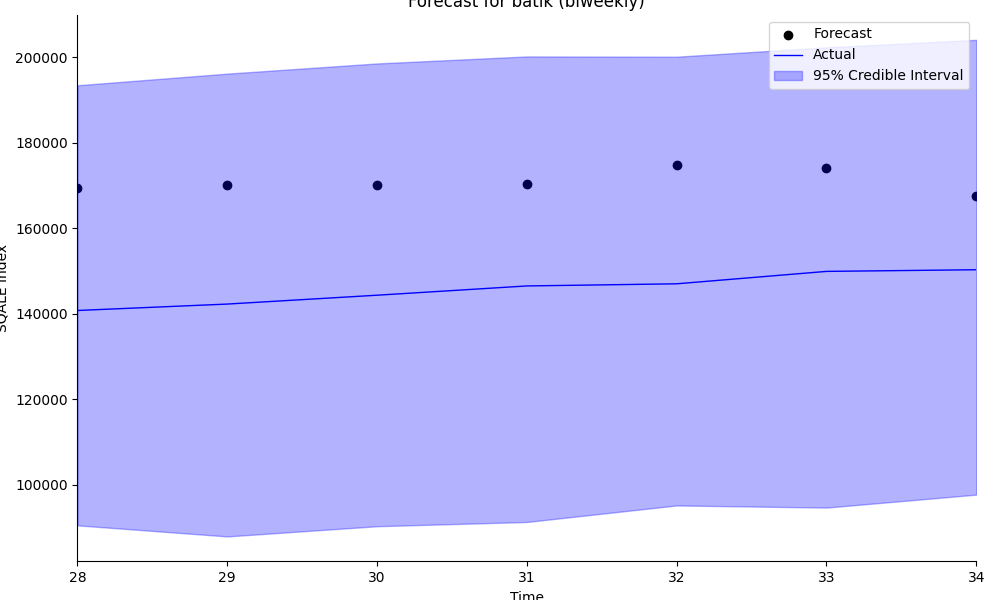 Forecast for batik (biweekly)
Forecast
Actual
95% Credible Interval
200000
180000
160000
140000
120000
100000
SQALE Index
28
29
30
31
32
33
34
Time